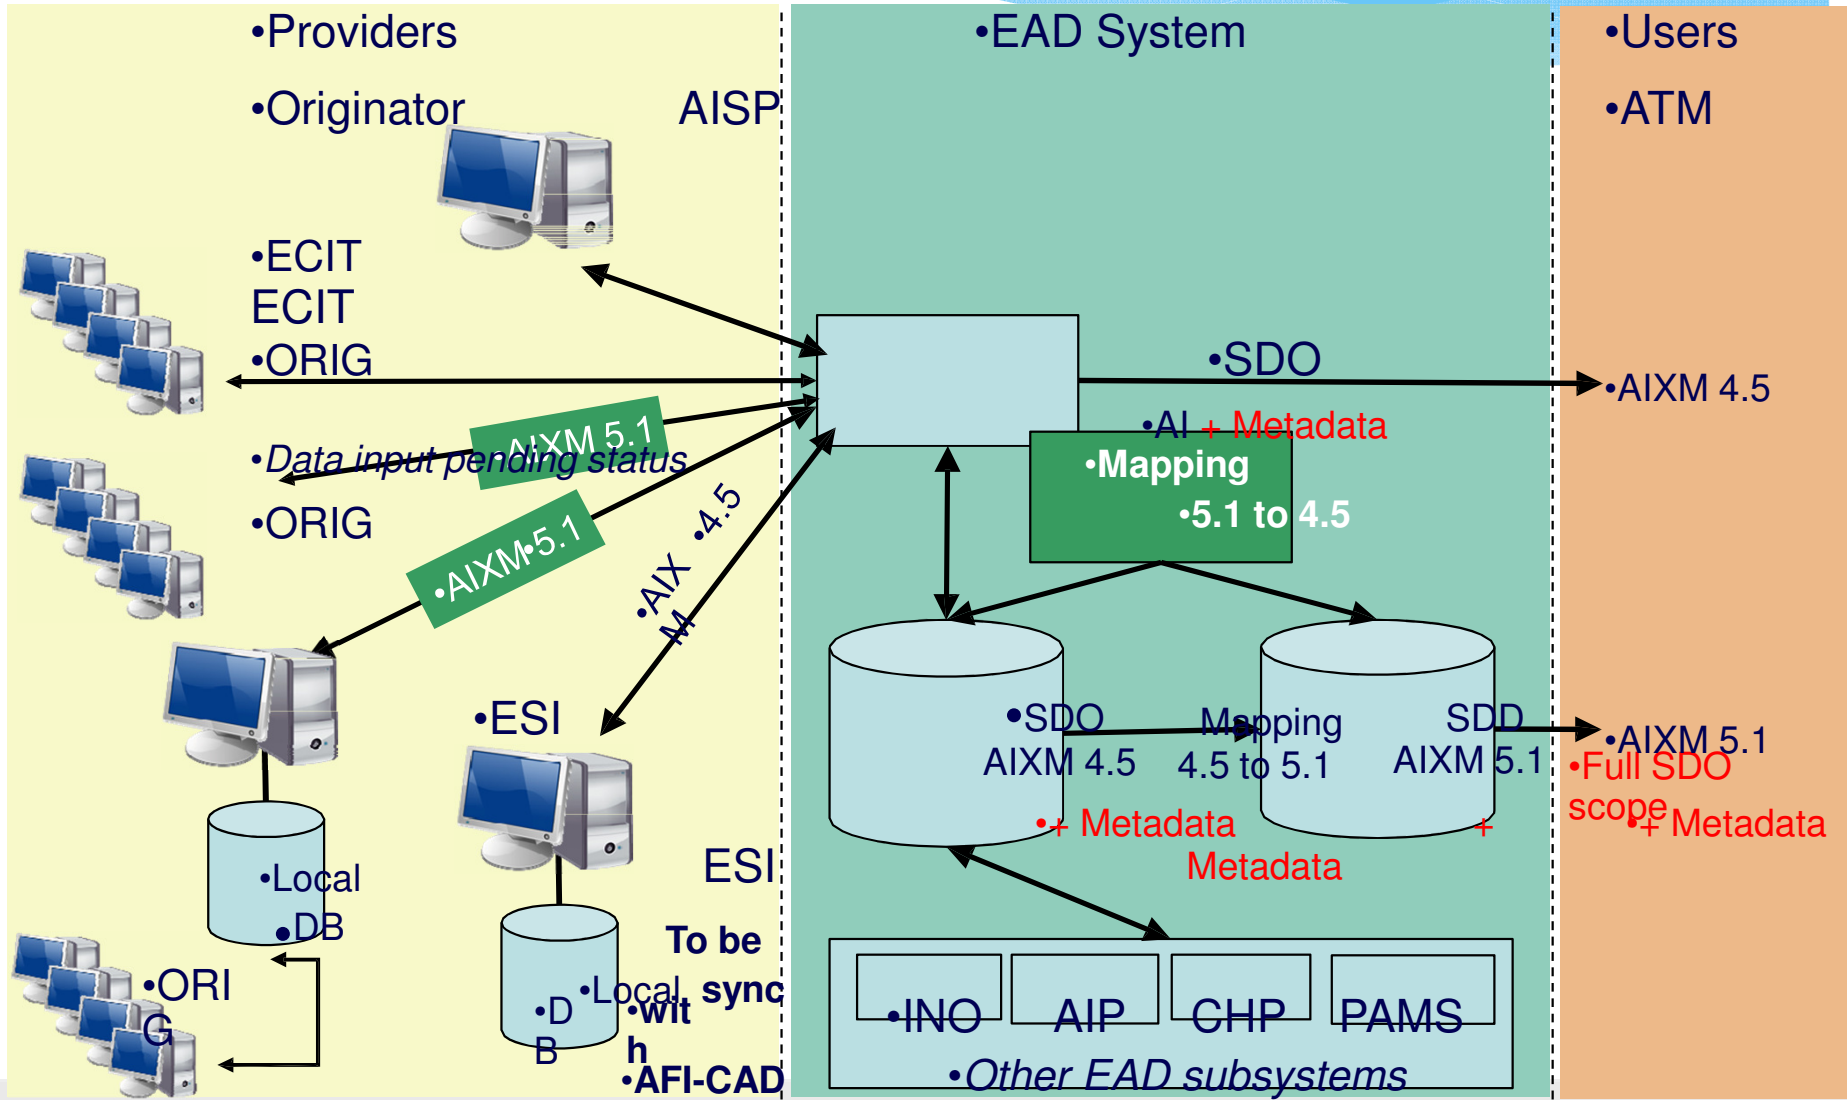 •Providers
•EAD System
•Users
•Originator
AISP
•ATM
•ECIT
ECIT
•ORIG
•SDO
•AIXM 4.5
•AI + Metadata
•AIXM 5.1
•Data input pending status
•Mapping
•5.1 to 4.5
•ORIG
•AIXM•5.1
•4.5
•AIX
M
•ESI
•SDO
AIXM 4.5
Mapping
4.5 to 5.1
SDD
AIXM 5.1
•AIXM 5.1
•Full SDO
scope
•+ Metadata
•+ Metadata
+
Metadata
ESI
•Local
•DB
To be
sync
•Local
•D
B
•wit
h
•AFI-CAD
•ORI
G
•INO
AIP
CHP
PAMS
•Other EAD subsystems